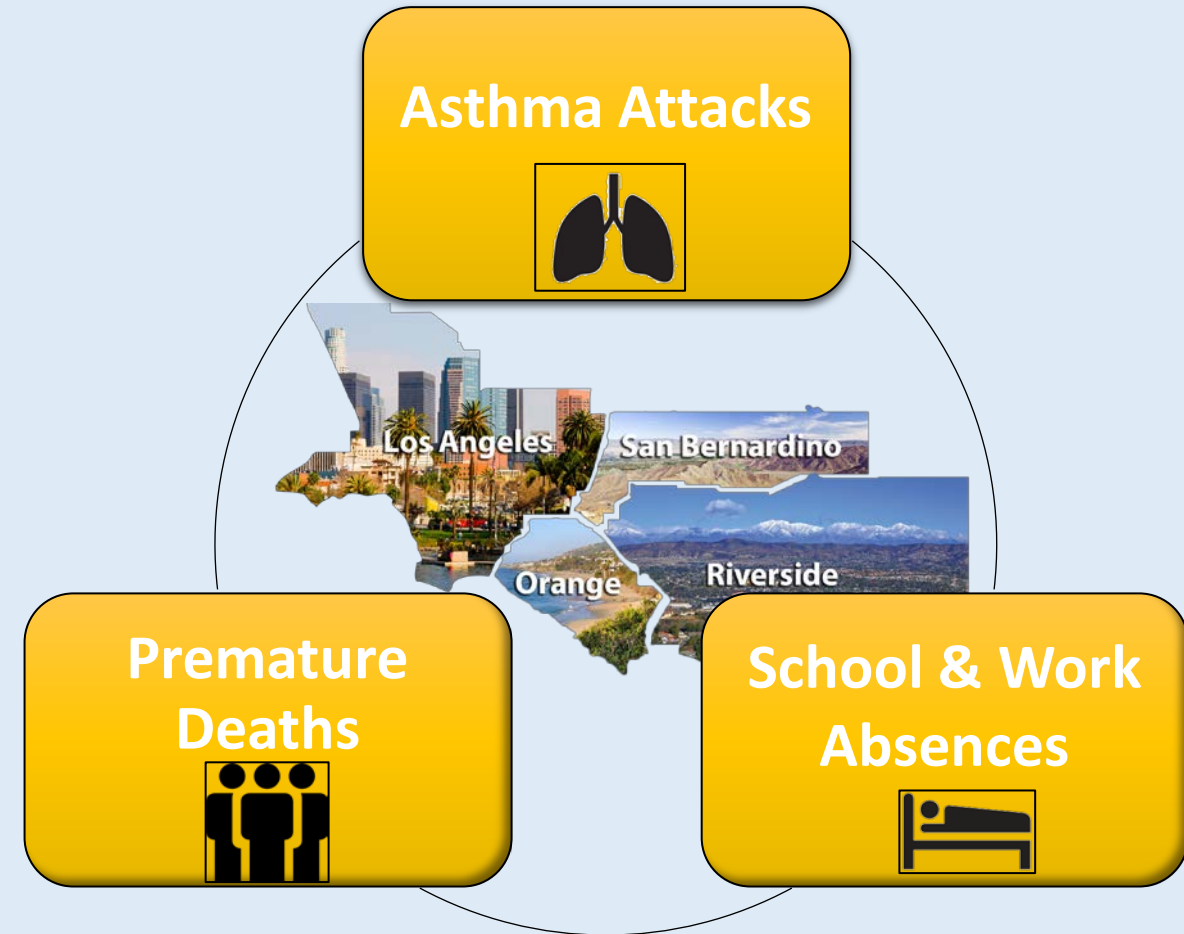 Asthma Attacks
Los Angeles
San Bernardino
Orange
Riverside
Premature
Deaths
School & Work
Absences